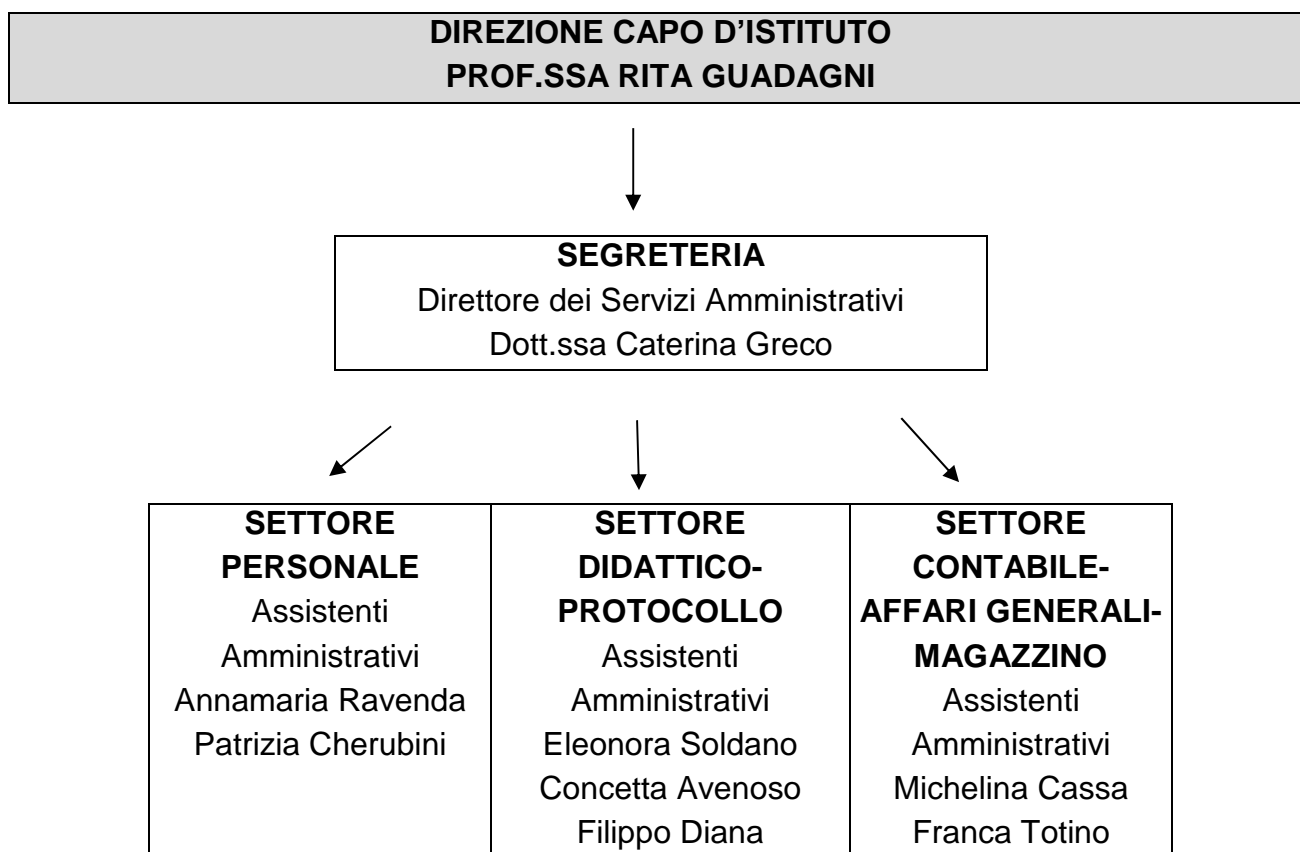 DIREZIONE CAPO D'ISTITUTO
PROF.SSA RITA GUADAGNI
SEGRETERIA
Direttore dei Servizi Amministrativi
Dott.ssa Caterina Greco
SETTORE
PERSONALE
Assistenti
Amministrativi
Annamaria Ravenda
Patrizia Cherubini
SETTORE
DIDATTICO-
PROTOCOLLO
Assistenti
Amministrativi
Eleonora Soldano
Concetta Avenoso
Filippo Diana
SETTORE
CONTABILE-
AFFARI GENERALI-
MAGAZZINO
Assistenti
Amministrativi
Michelina Cassa
Franca Totino